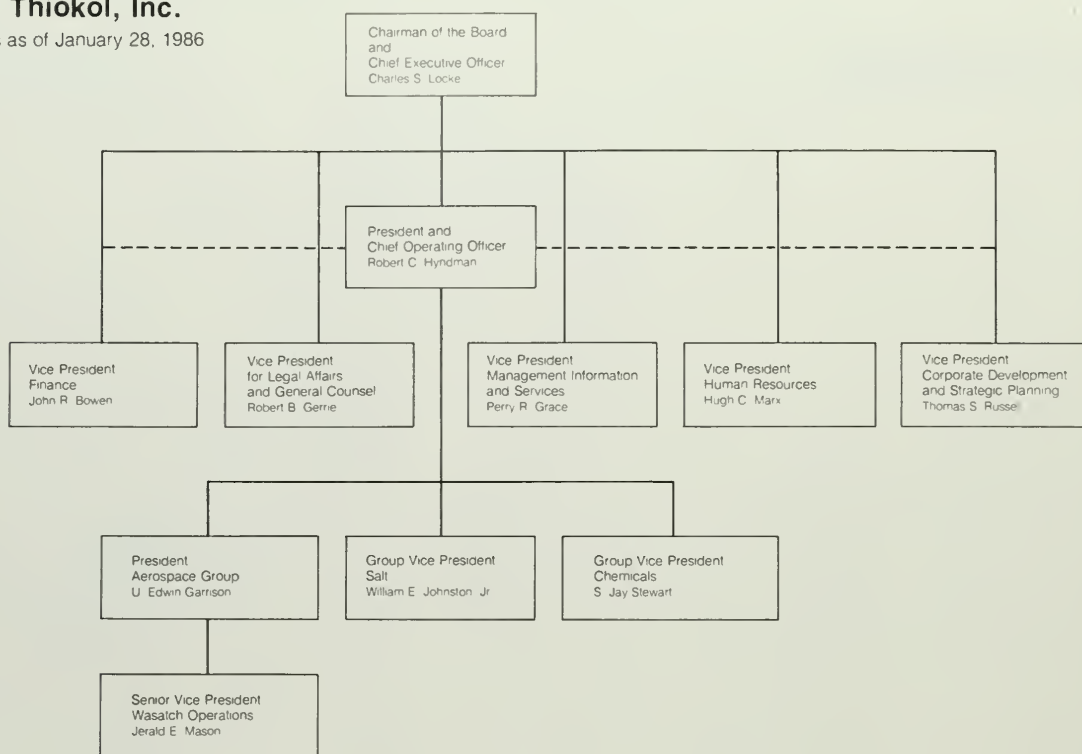 Thiokol, Inc.
as of January 28, 1986
Chairman of the Board
and
Chief Executive Officer
Charles S Locke
President and
Chief Operating Officer
Robert C Hyndman
Vice President
Finance
John R Bowen
Vice President
for Legal Affairs
and General Counsel
Robert B Gerrie
Vice President
Management Information
and Services
Perry R Grace
Vice President
Human Resources
Hugh C Marx
Vice President
Corporate Development
and Strategic Planning
Thomas S
President
Aerospace Group
U Edwin Garrison
Group Vice President
Salt
William E Johnston Jr
Group Vice President
Chemicals
S Jay Stewart
Senior Vice President
Wasatch Operations
Jerald E Mason